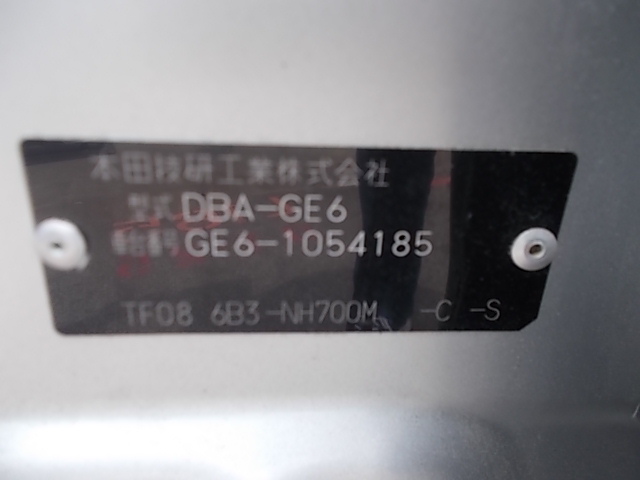 本田技研工業株式会社
型式 DBA-GE6
車台番号 GE6-1054185
TF08 6B3-NH700M -C -S